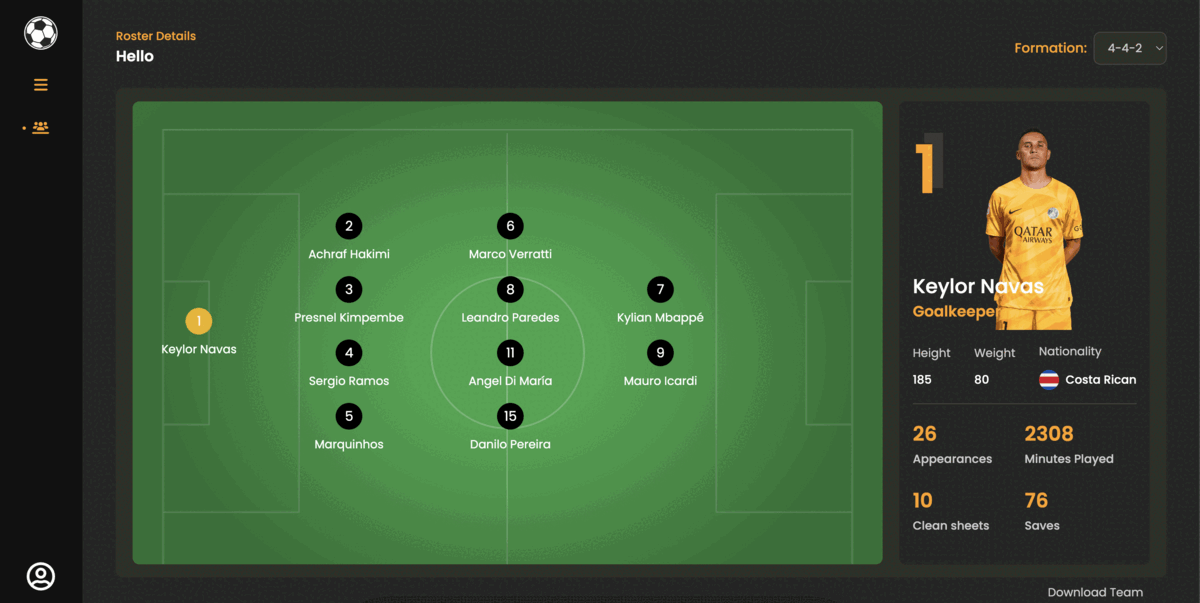 Roster Details
Hello
Formation: 4-4-2
1
Keylor Navas
2
Achraf Hakimi
3
Presnel Kimpembe
4
Sergio Ramos
5
Marquinhos
6
Marco Verratti
8
Leandro Paredes
11
Angel Di María
15
Danilo Pereira
7
Kylian Mbappé
9
Mauro Icardi
1
QATAR
AIRWAYS
Keylor Navas
Goalkeeper
Height Weight Nationality
185 80 Costa Rican
26 2308
Appearances Minutes Played
10 76
Clean sheets Saves
Download Team